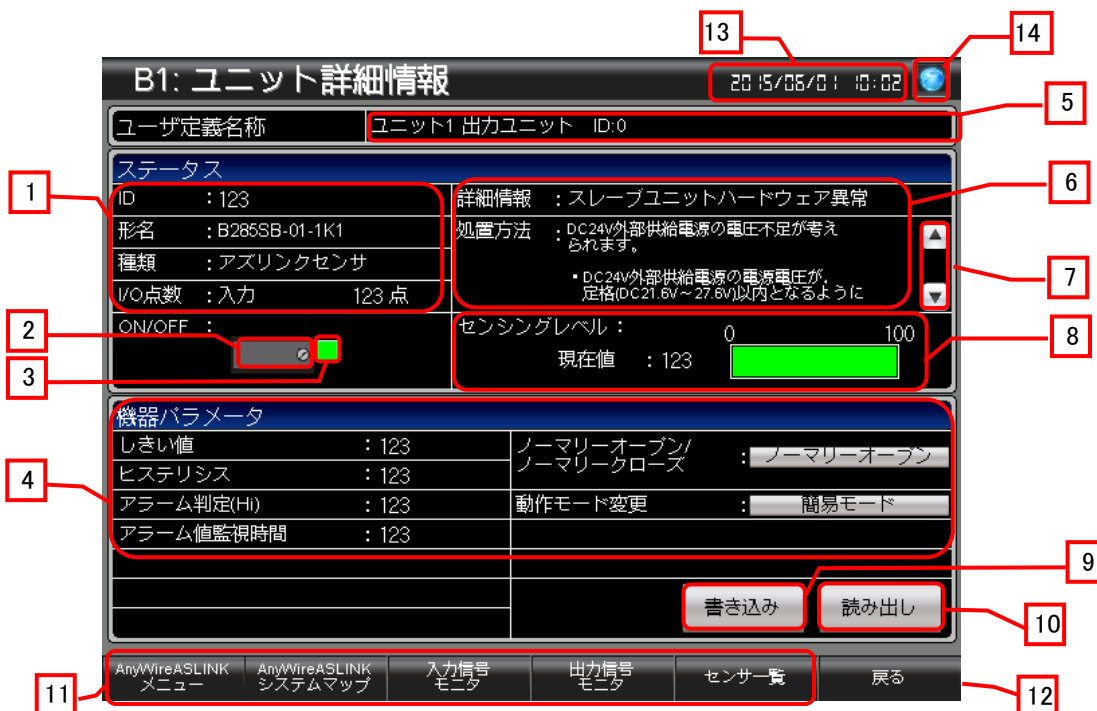 13
14
B1: ユニット詳細情報
2015/06/01 10:02
5
ユーザ定義名称
ユニット1 出力ユニット ID:0
ステータス
1
ID : 123
形名 : B285SB-01-1K1
種類 : アズリンクセンサ
I/O点数 : 入力 123 点
6
詳細情報 : スレーブユニットハードウェア異常
処置方法 : DC24V外部供給電源の電圧不足が考え
られます。
・DC24V外部供給電源の電源電圧が,
定格(DC21.6V～27.6V)以内となるように
▲
▼
7
2
ON/OFF :
3
センシングレベル :
0
100
現在値 : 123
8
4
機器パラメータ
しきい値 : 123
ヒステリシス : 123
アラーム判定(Hi) : 123
アラーム値監視時間 : 123
ノーマリーオープン/
ノーマリークローズ : ノーマリーオープン
動作モード変更 : 簡易モード
9
書き込み
読み出し
10
11
AnyWireASLINK
メニュー
AnyWireASLINK
システムマップ
入力信号
モニタ
出力信号
モニタ
センサ一覧
戻る
12